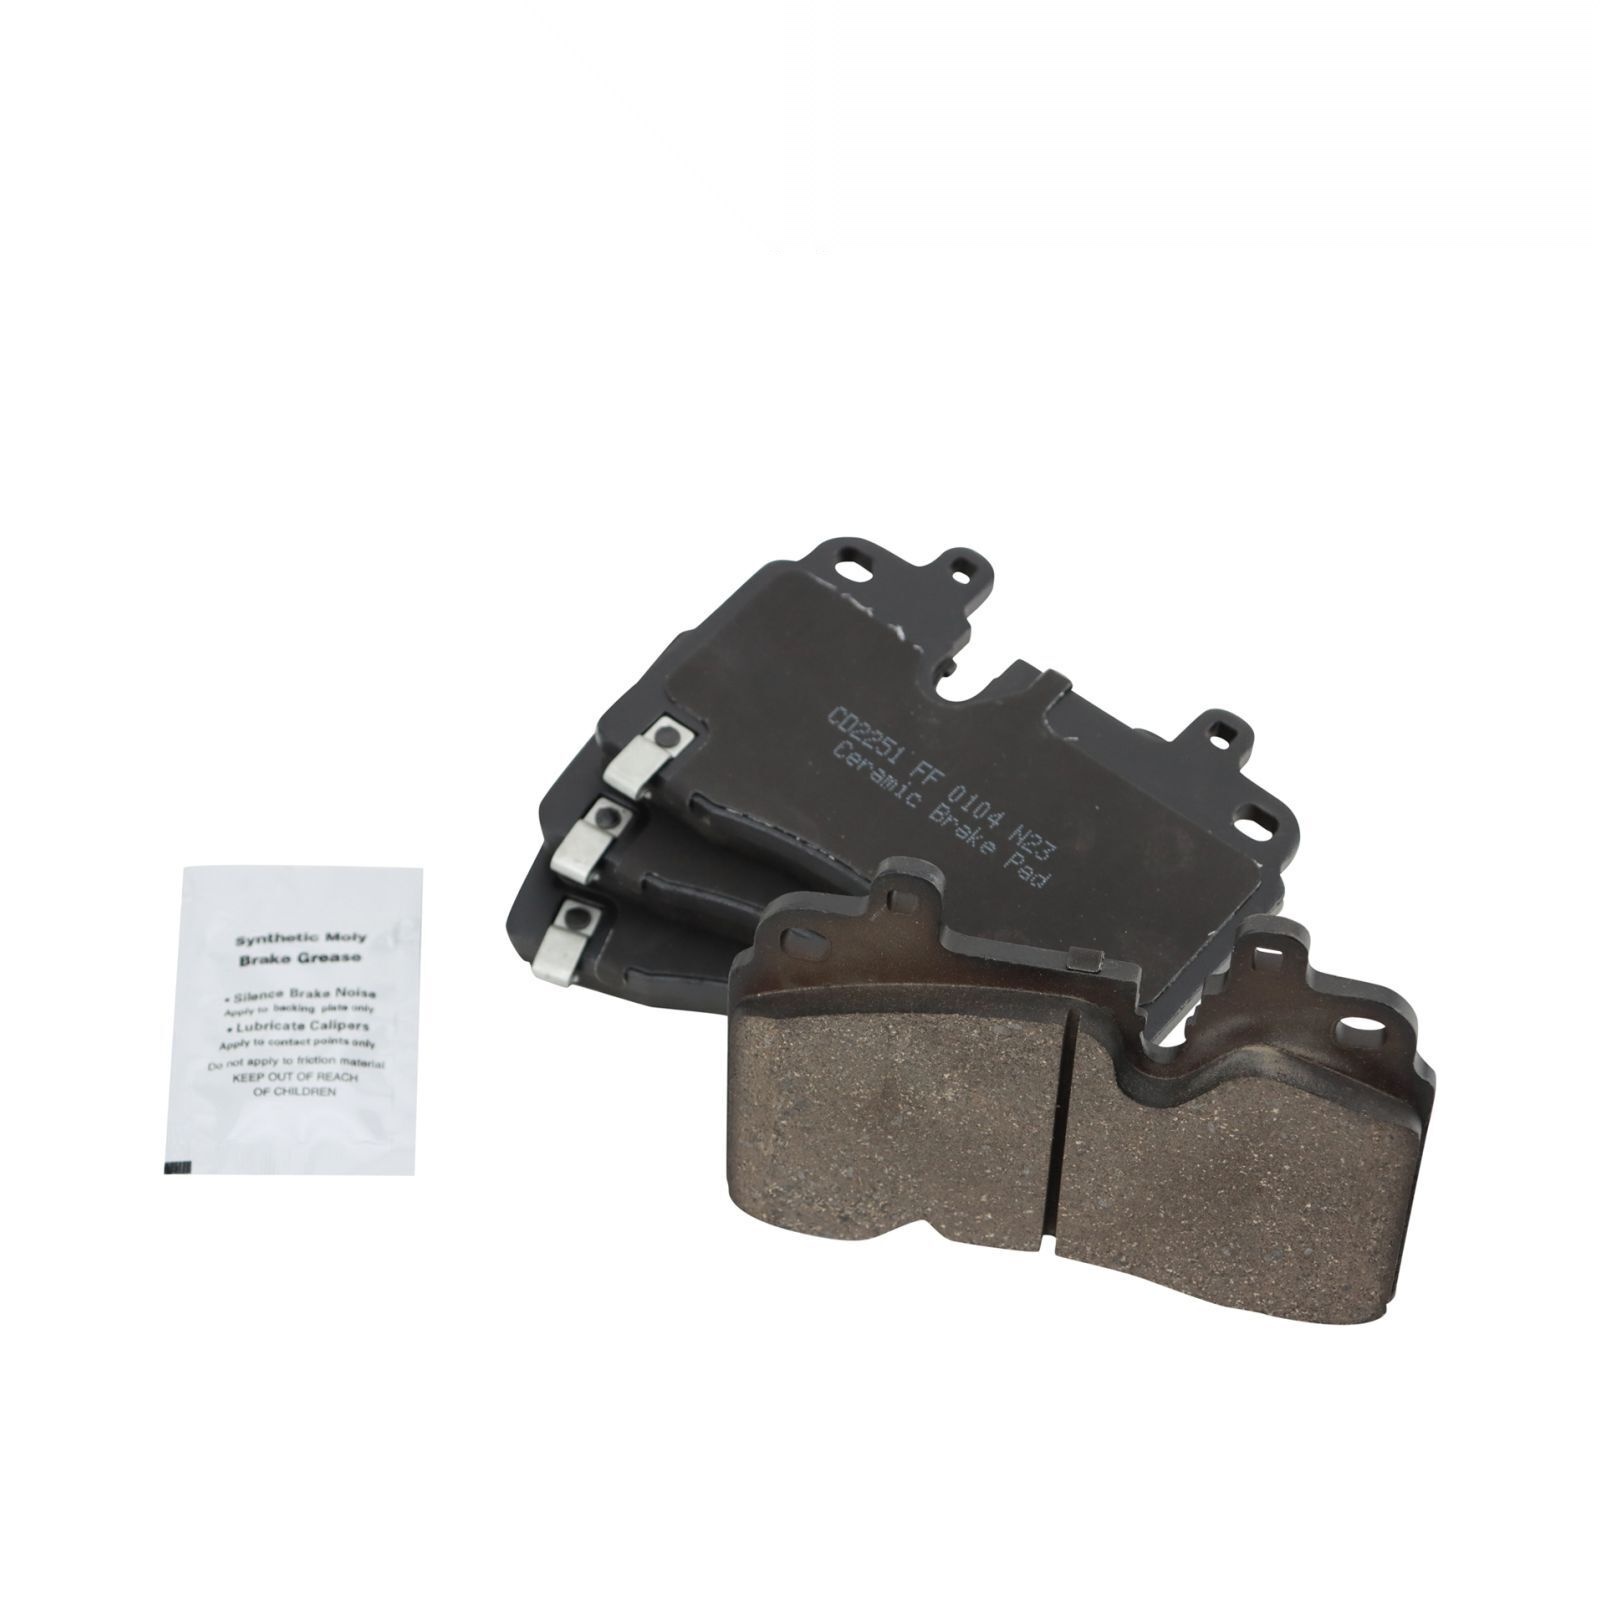 CD2251 FF 0104 N23
Ceramic Brake Pad
Synthetic Moly
Brake Grease
• Silence Brake Noise
Apply to backing plate only
• Lubricate Calipers
Apply to contact points only
Do not apply to friction material
KEEP OUT OF REACH
OF CHILDREN